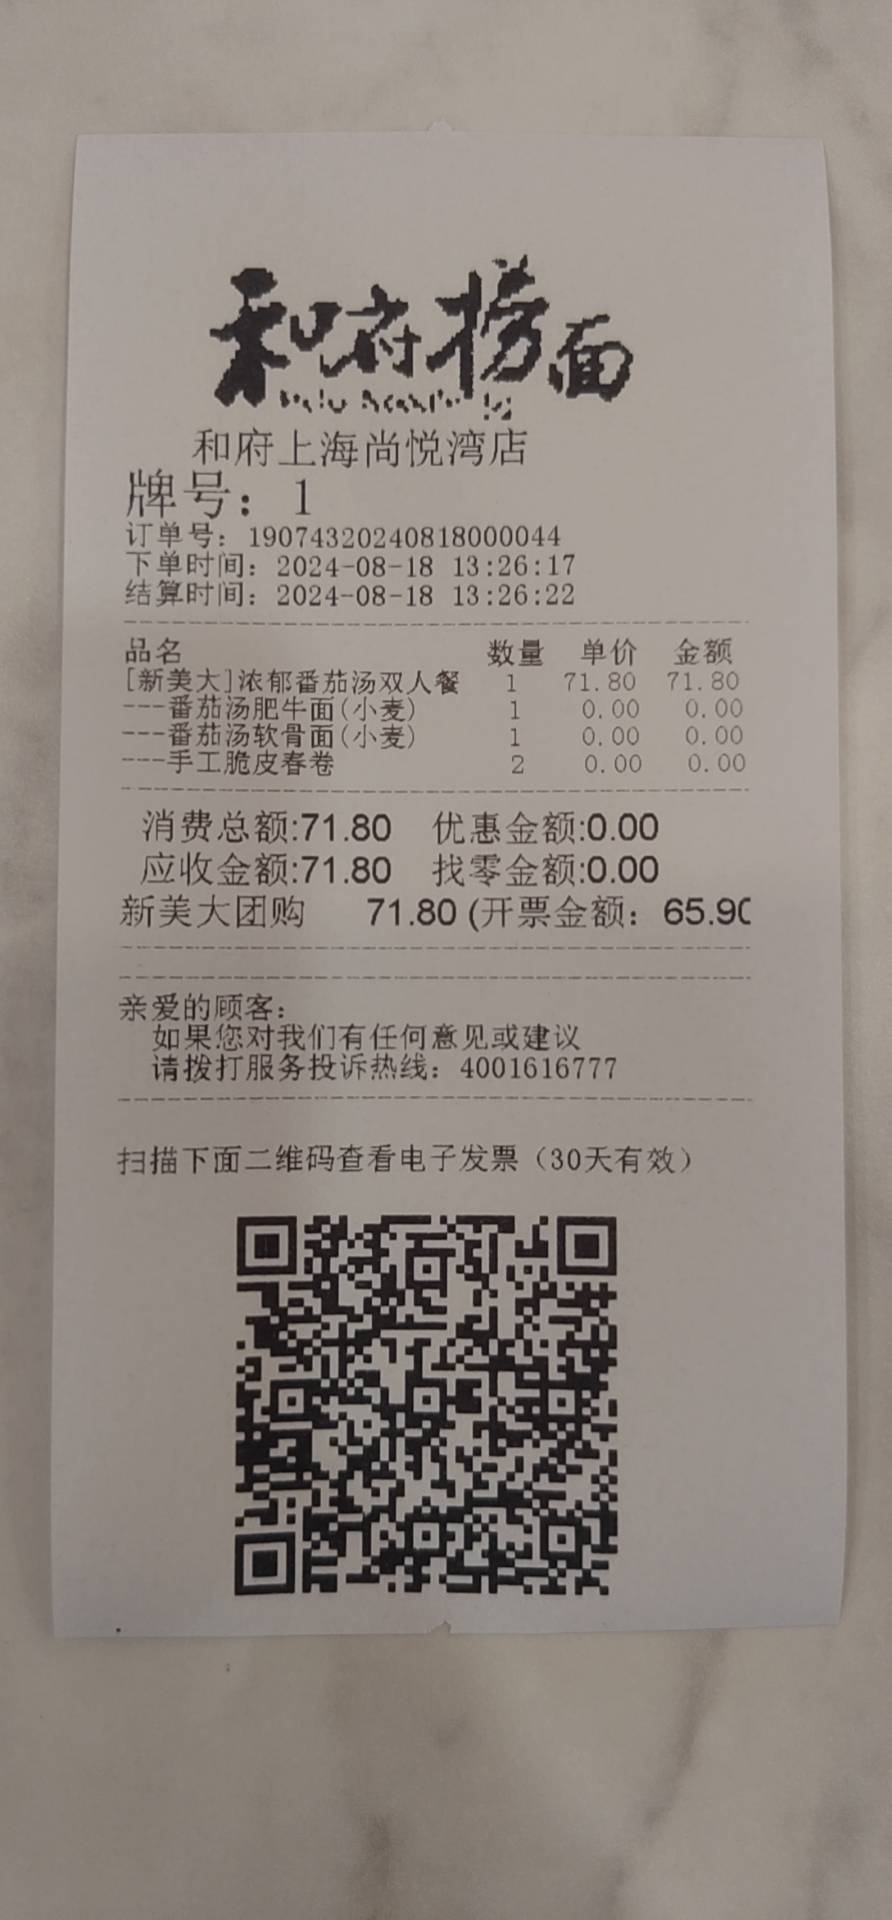 和府捞面
和府上海尚悦湾店
牌号：1
订单号：19074320240818000044
下单时间：2024-08-18 13:26:17
结算时间：2024-08-18 13:26:22
品名 数量 单价 金额
[新美大]浓郁番茄汤双人餐 1 71.80 71.80
---番茄汤肥牛面(小麦) 1 0.00 0.00
---番茄汤软骨面(小麦) 1 0.00 0.00
---手工脆皮春卷 2 0.00 0.00
消费总额:71.80 优惠金额:0.00
应收金额:71.80 找零金额:0.00
新美大团购 71.80 (开票金额：65.90
亲爱的顾客：
如果您对我们有任何意见或建议
请拨打服务投诉热线：4001616777
扫描下面二维码查看电子发票（30天有效）